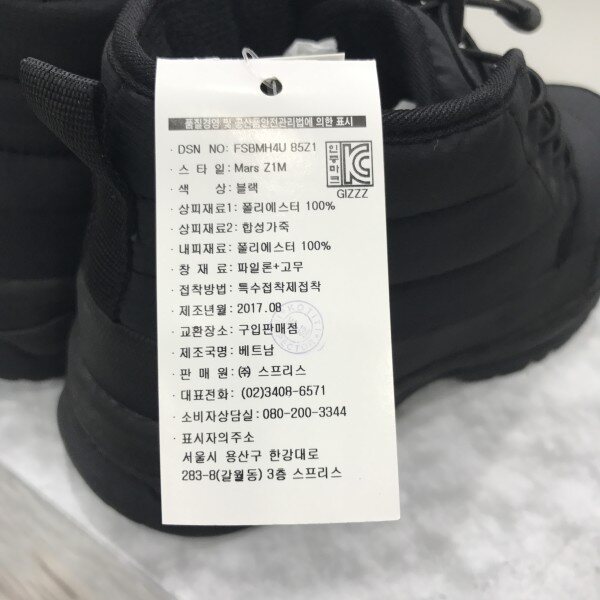 품질경영 및 공산품안전관리법에 의한 표시
· DSN NO: FSBMH4U 85Z1
· 스 타 일: Mars Z1M
· 색 상: 블랙
인증마크
KC
GIZZZ
· 상피재료1: 폴리에스터 100%
· 상피재료2: 합성가죽
· 내피재료: 폴리에스터 100%
· 창 재 료: 파일론+고무
· 접착방법: 특수접착제접착
· 제조년월: 2017.08
· 교환장소: 구입판매점
· 제조국명: 베트남
· 판 매 원: ㈜ 스프리스
· 대표전화: (02)3408-6571
· 소비자상담실: 080-200-3344
· 표시자의주소
서울시 용산구 한강대로
283-8(갈월동) 3층 스프리스